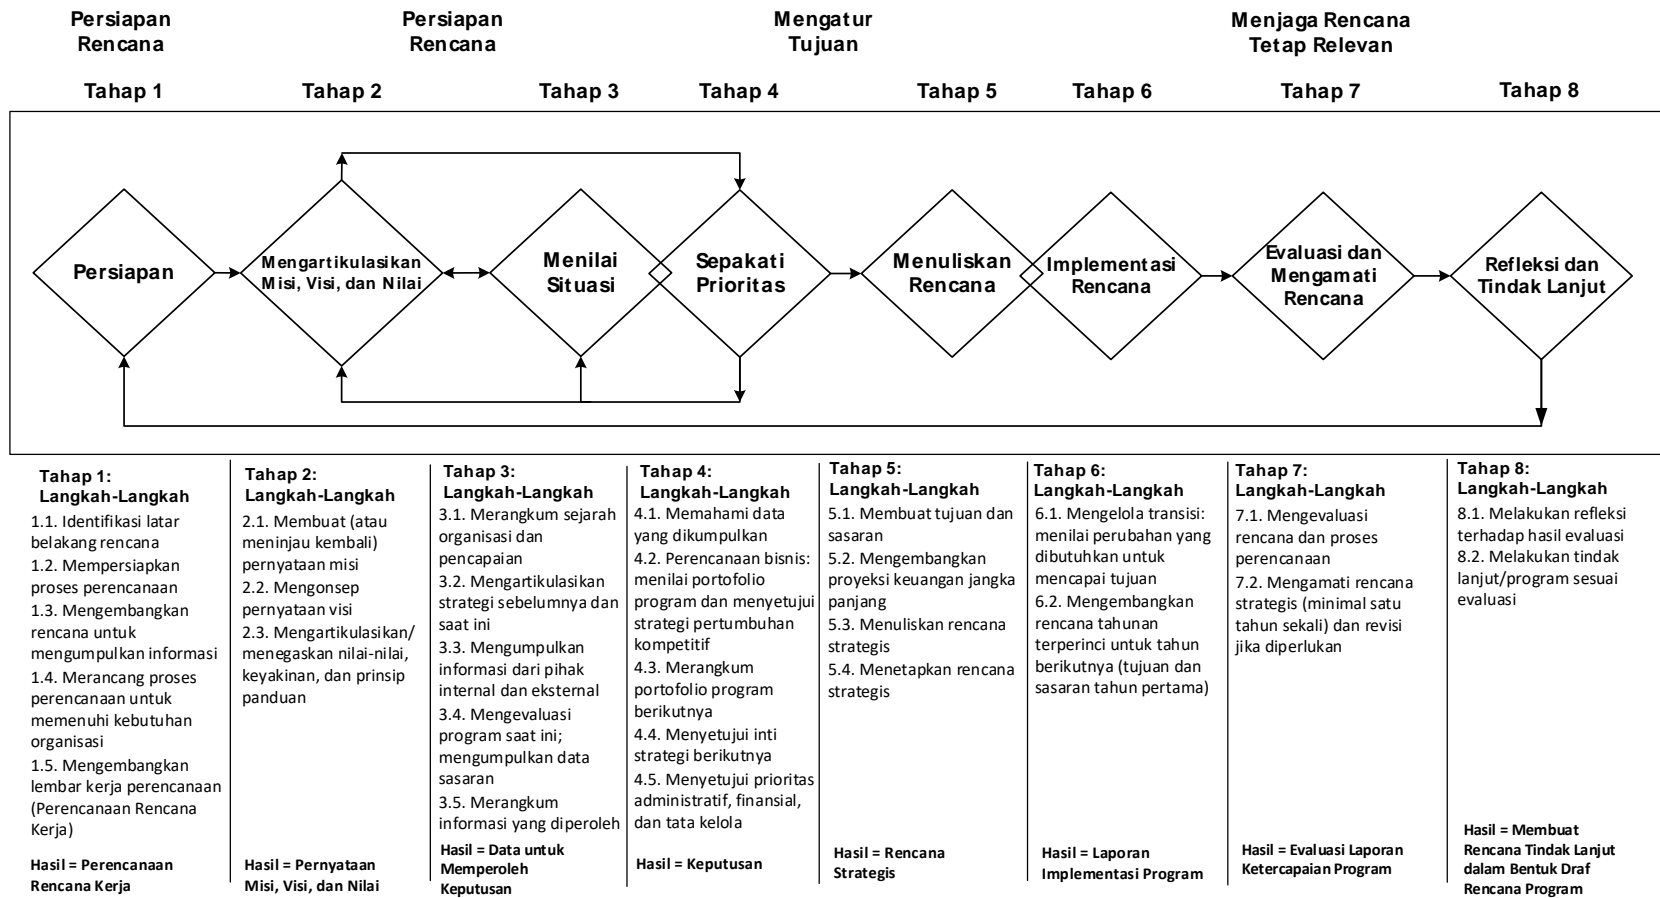 Persiapan
Rencana
Persiapan
Rencana
Mengatur
Tujuan
Menjaga Rencana
Tetap Relevan
Tahap 1
Tahap 2
Tahap 3
Tahap 4
Tahap 5
Tahap 6
Tahap 7
Tahap 8
Persiapan
Mengartikulasikan
Misi, Visi, dan Nilai
Menilai
Situasi
Sepakati
Prioritas
Menuliskan
Rencana
Implementasi
Rencana
Evaluasi dan
Mengamati
Rencana
Refleksi dan
Tindak Lanjut
Tahap 1:
Langkah-Langkah
1.1. Identifikasi latar
belakang rencana
1.2. Mempersiapkan
proses perencanaan
1.3. Mengembangkan
rencana untuk
mengumpulkan informasi
1.4. Merancang proses
perencanaan untuk
memenuhi kebutuhan
organisasi
1.5. Mengembangkan
lembar kerja perencanaan
(Perencanaan Rencana
Kerja)
Hasil = Perencanaan
Rencana Kerja
Tahap 2:
Langkah-Langkah
2.1. Membuat (atau
meninjau kembali)
pernyataan misi
2.2. Mengonsep
pernyataan visi
2.3. Mengartikulasikan/
menegaskan nilai-nilai,
keyakinan, dan prinsip
panduan
Hasil = Pernyataan
Misi, Visi, dan Nilai
Tahap 3:
Langkah-Langkah
3.1. Merangkum sejarah
organisasi dan
pencapaian
3.2. Mengartikulasikan
strategi sebelumnya dan
saat ini
3.3. Mengumpulkan
informasi dari pihak
internal dan eksternal
3.4. Mengevaluasi
program saat ini;
mengumpulkan data
sasaran
3.5. Merangkum
informasi yang diperoleh
Hasil = Data untuk
Memperoleh
Keputusan
Tahap 4:
Langkah-Langkah
4.1. Memahami data
yang dikumpulkan
4.2. Perencanaan bisnis:
menilai portofolio
program dan menyetujui
strategi pertumbuhan
kompetitif
4.3. Merangkum
portofolio program
berikutnya
4.4. Menyetujui inti
strategi berikutnya
4.5. Menyetujui prioritas
administratif, finansial,
dan tata kelola
Hasil = Keputusan
Tahap 5:
Langkah-Langkah
5.1. Membuat tujuan dan
sasaran
5.2. Mengembangkan
proyeksi keuangan jangka
panjang
5.3. Menuliskan rencana
strategis
5.4. Menetapkan rencana
strategis
Hasil = Rencana
Strategis
Tahap 6:
Langkah-Langkah
6.1. Mengelola transisi:
menilai perubahan yang
dibutuhkan untuk
mencapai tujuan
6.2. Mengembangkan
rencana tahunan
terperinci untuk tahun
berikutnya (tujuan dan
sasaran tahun pertama)
Hasil = Laporan
Implementasi Program
Tahap 7:
Langkah-Langkah
7.1. Mengevaluasi
rencana dan proses
perencanaan
7.2. Mengamati rencana
strategis (minimal satu
tahun sekali) dan revisi
jika diperlukan
Hasil = Evaluasi Laporan
Ketercapaian Program
Tahap 8:
Langkah-Langkah
8.1. Melakukan refleksi
terhadap hasil evaluasi
8.2. Melakukan tindak
lanjut/program sesuai
evaluasi
Hasil = Membuat
Rencana Tindak Lanjut
dalam Bentuk Draf
Rencana Program